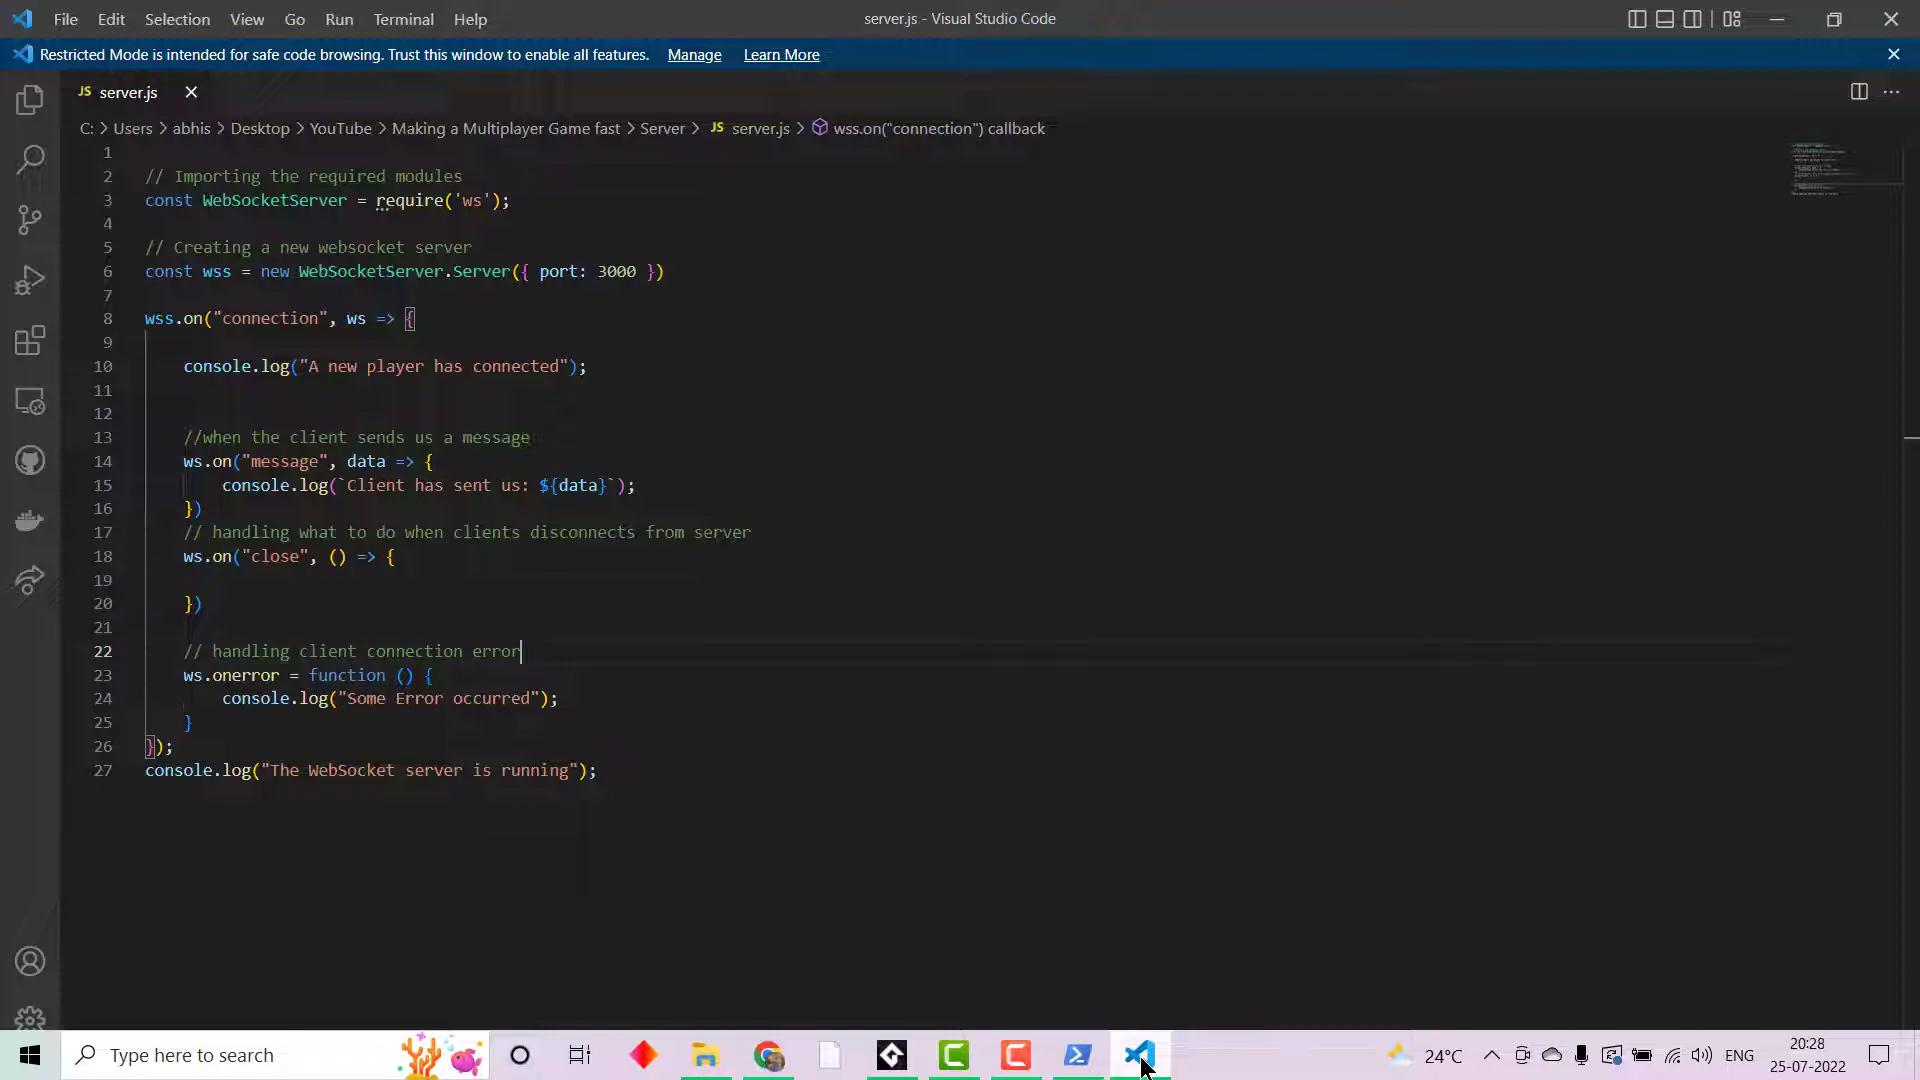 File Edit Selection View Go Run Terminal Help server.js - Visual Studio Code
Restricted Mode is intended for safe code browsing. Trust this window to enable all features. Manage Learn More
JS server.js
C: > Users > abhis > Desktop > YouTube > Making a Multiplayer Game fast > Server > JS server.js > wss.on("connection") callback
1
2 // Importing the required modules
3 const WebSocketServer = require('ws');
4
5 // Creating a new websocket server
6 const wss = new WebSocketServer.Server({ port: 3000 })
7
8 wss.on("connection", ws => {
9
10 console.log("A new player has connected");
11
12
13 //when the client sends us a message
14 ws.on("message", data => {
15 console.log(`Client has sent us: ${data}`);
16 })
17 // handling what to do when clients disconnects from server
18 ws.on("close", () => {
19
20 })
21
22 // handling client connection error
23 ws.onerror = function () {
24 console.log("Some Error occurred");
25 }
26 });
27 console.log("The WebSocket server is running");
Type here to search
24°C
ENG
20:28
25-07-2022